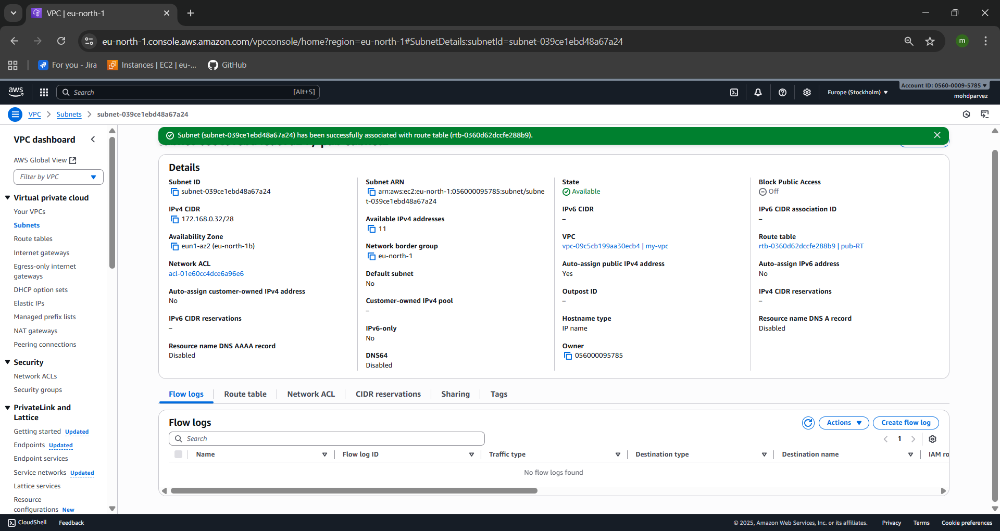 VPC | eu-north-1
eu-north-1.console.aws.amazon.com/vpcconsole/home?region=eu-north-1#SubnetDetails:subnetId=subnet-039ce1ebd48a67a24
m
For you - Jira
Instances | EC2 | eu-...
GitHub
aws
Search
[Alt+S]
Europe (Stockholm)
Account ID: 0560-0009-5785
mohdparvez
VPC
Subnets
subnet-039ce1ebd48a67a24
VPC dashboard
AWS Global View
Filter by VPC
Virtual private cloud
Your VPCs
Subnets
Route tables
Internet gateways
Egress-only internet
gateways
DHCP option sets
Elastic IPs
Managed prefix lists
NAT gateways
Peering connections
Security
Network ACLs
Security groups
PrivateLink and
Lattice
Getting started Updated
Endpoints Updated
Endpoint services
Service networks Updated
Lattice services
Resource
configurations New
Subnet (subnet-039ce1ebd48a67a24) has been successfully associated with route table (rtb-0360d62dccfe288b9).
Details
Subnet ID
subnet-039ce1ebd48a67a24
IPv4 CIDR
172.168.0.32/28
Availability Zone
eun1-az2 (eu-north-1b)
Network ACL
acl-01e60cc4dce6a96e6
Auto-assign customer-owned IPv4 address
No
IPv6 CIDR reservations
–
Resource name DNS AAAA record
Disabled
Subnet ARN
arn:aws:ec2:eu-north-1:056000095785:subnet/subne
t-039ce1ebd48a67a24
Available IPv4 addresses
11
Network border group
eu-north-1
Default subnet
No
Customer-owned IPv4 pool
–
IPv6-only
No
DNS64
Disabled
State
Available
IPv6 CIDR
–
VPC
vpc-09c5cb199aa30ecb4 | my-vpc
Auto-assign public IPv4 address
Yes
Outpost ID
–
Hostname type
IP name
Owner
056000095785
Block Public Access
Off
IPv6 CIDR association ID
–
Route table
rtb-0360d62dccfe288b9 | pub-RT
Auto-assign IPv6 address
No
IPv4 CIDR reservations
–
Resource name DNS A record
Disabled
Flow logs
Route table
Network ACL
CIDR reservations
Sharing
Tags
Flow logs
Actions
Create flow log
Search
1
Name
Flow log ID
Traffic type
Destination type
Destination name
IAM ro
No flow logs found
CloudShell
Feedback
© 2025, Amazon Web Services, Inc. or its affiliates.
Privacy
Terms
Cookie preferences